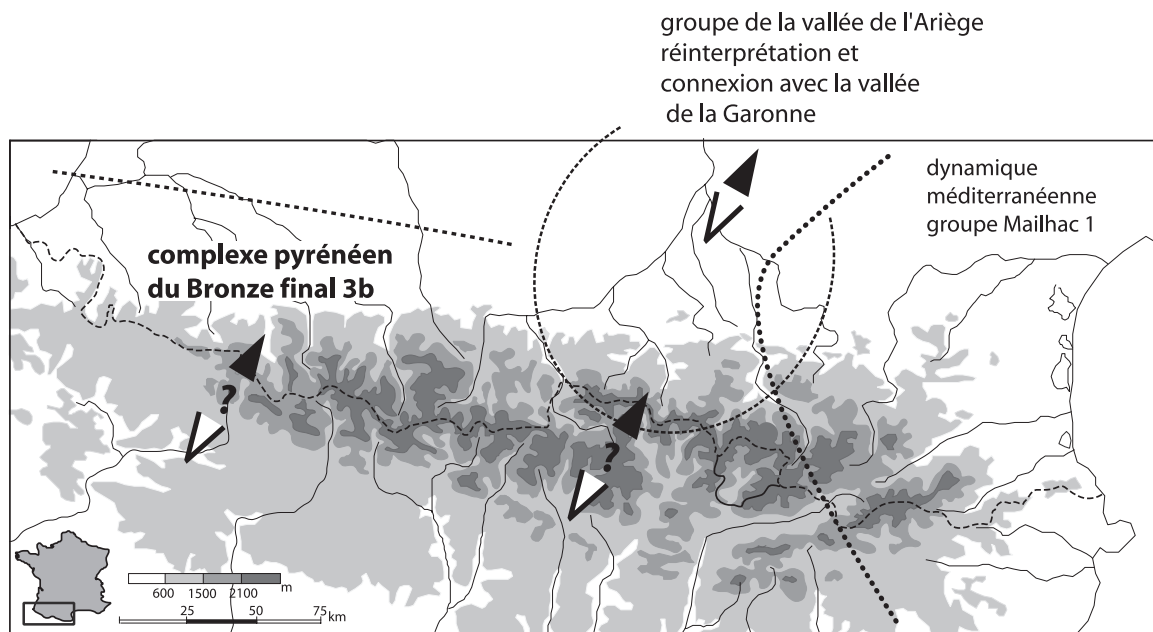 groupe de la vallée de l'Ariège
réinterprétation et
connexion avec la vallée
de la Garonne
dynamique
méditerranéenne
groupe Mailhac 1
complexe pyrénéen
du Bronze final 3b
?
?
600 1500 2100 m
25 50 75 km